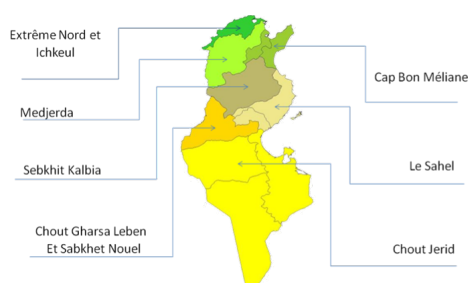 Extrême Nord et
Ichkeul
Cap Bon Méliane
Medjerda
Sebkhit Kalbia
Le Sahel
Chout Gharsa Leben
Et Sabkhet Nouel
Chout Jerid